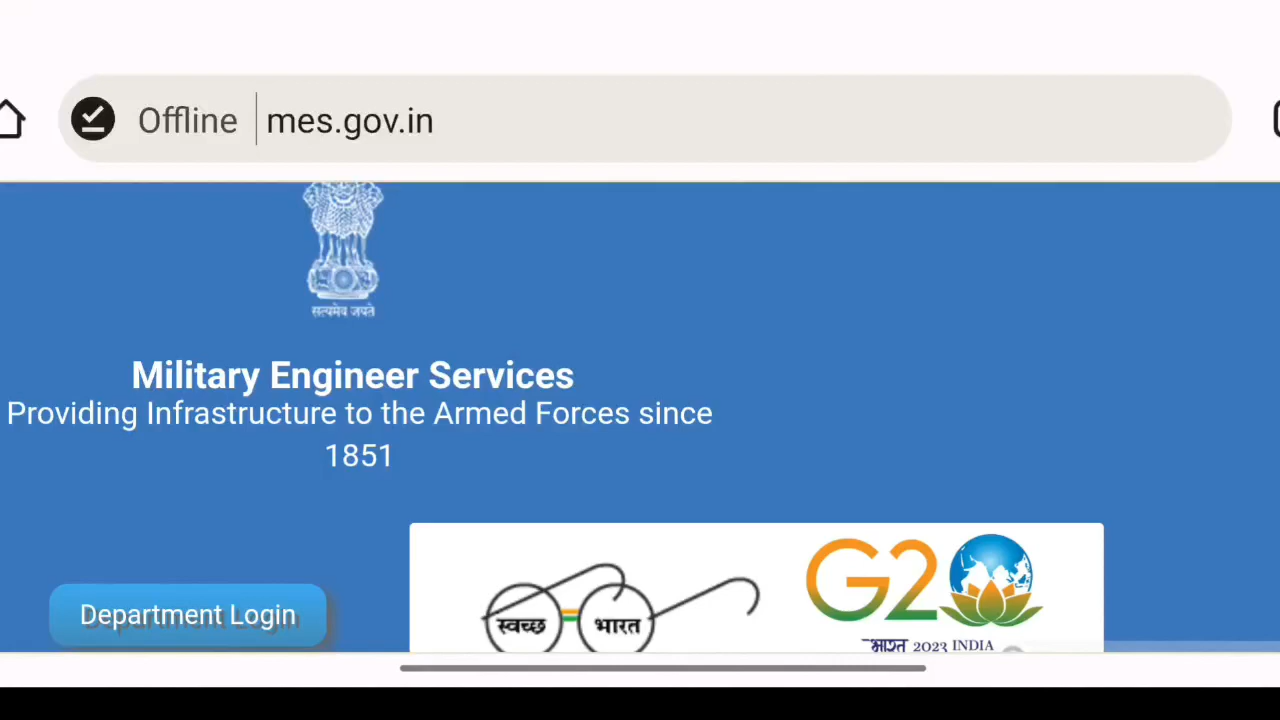 Offline mes.gov.in
सत्यमेव जयते
Military Engineer Services
Providing Infrastructure to the Armed Forces since
1851
Department Login
स्वच्छ भारत
G20
भारत 2023 INDIA